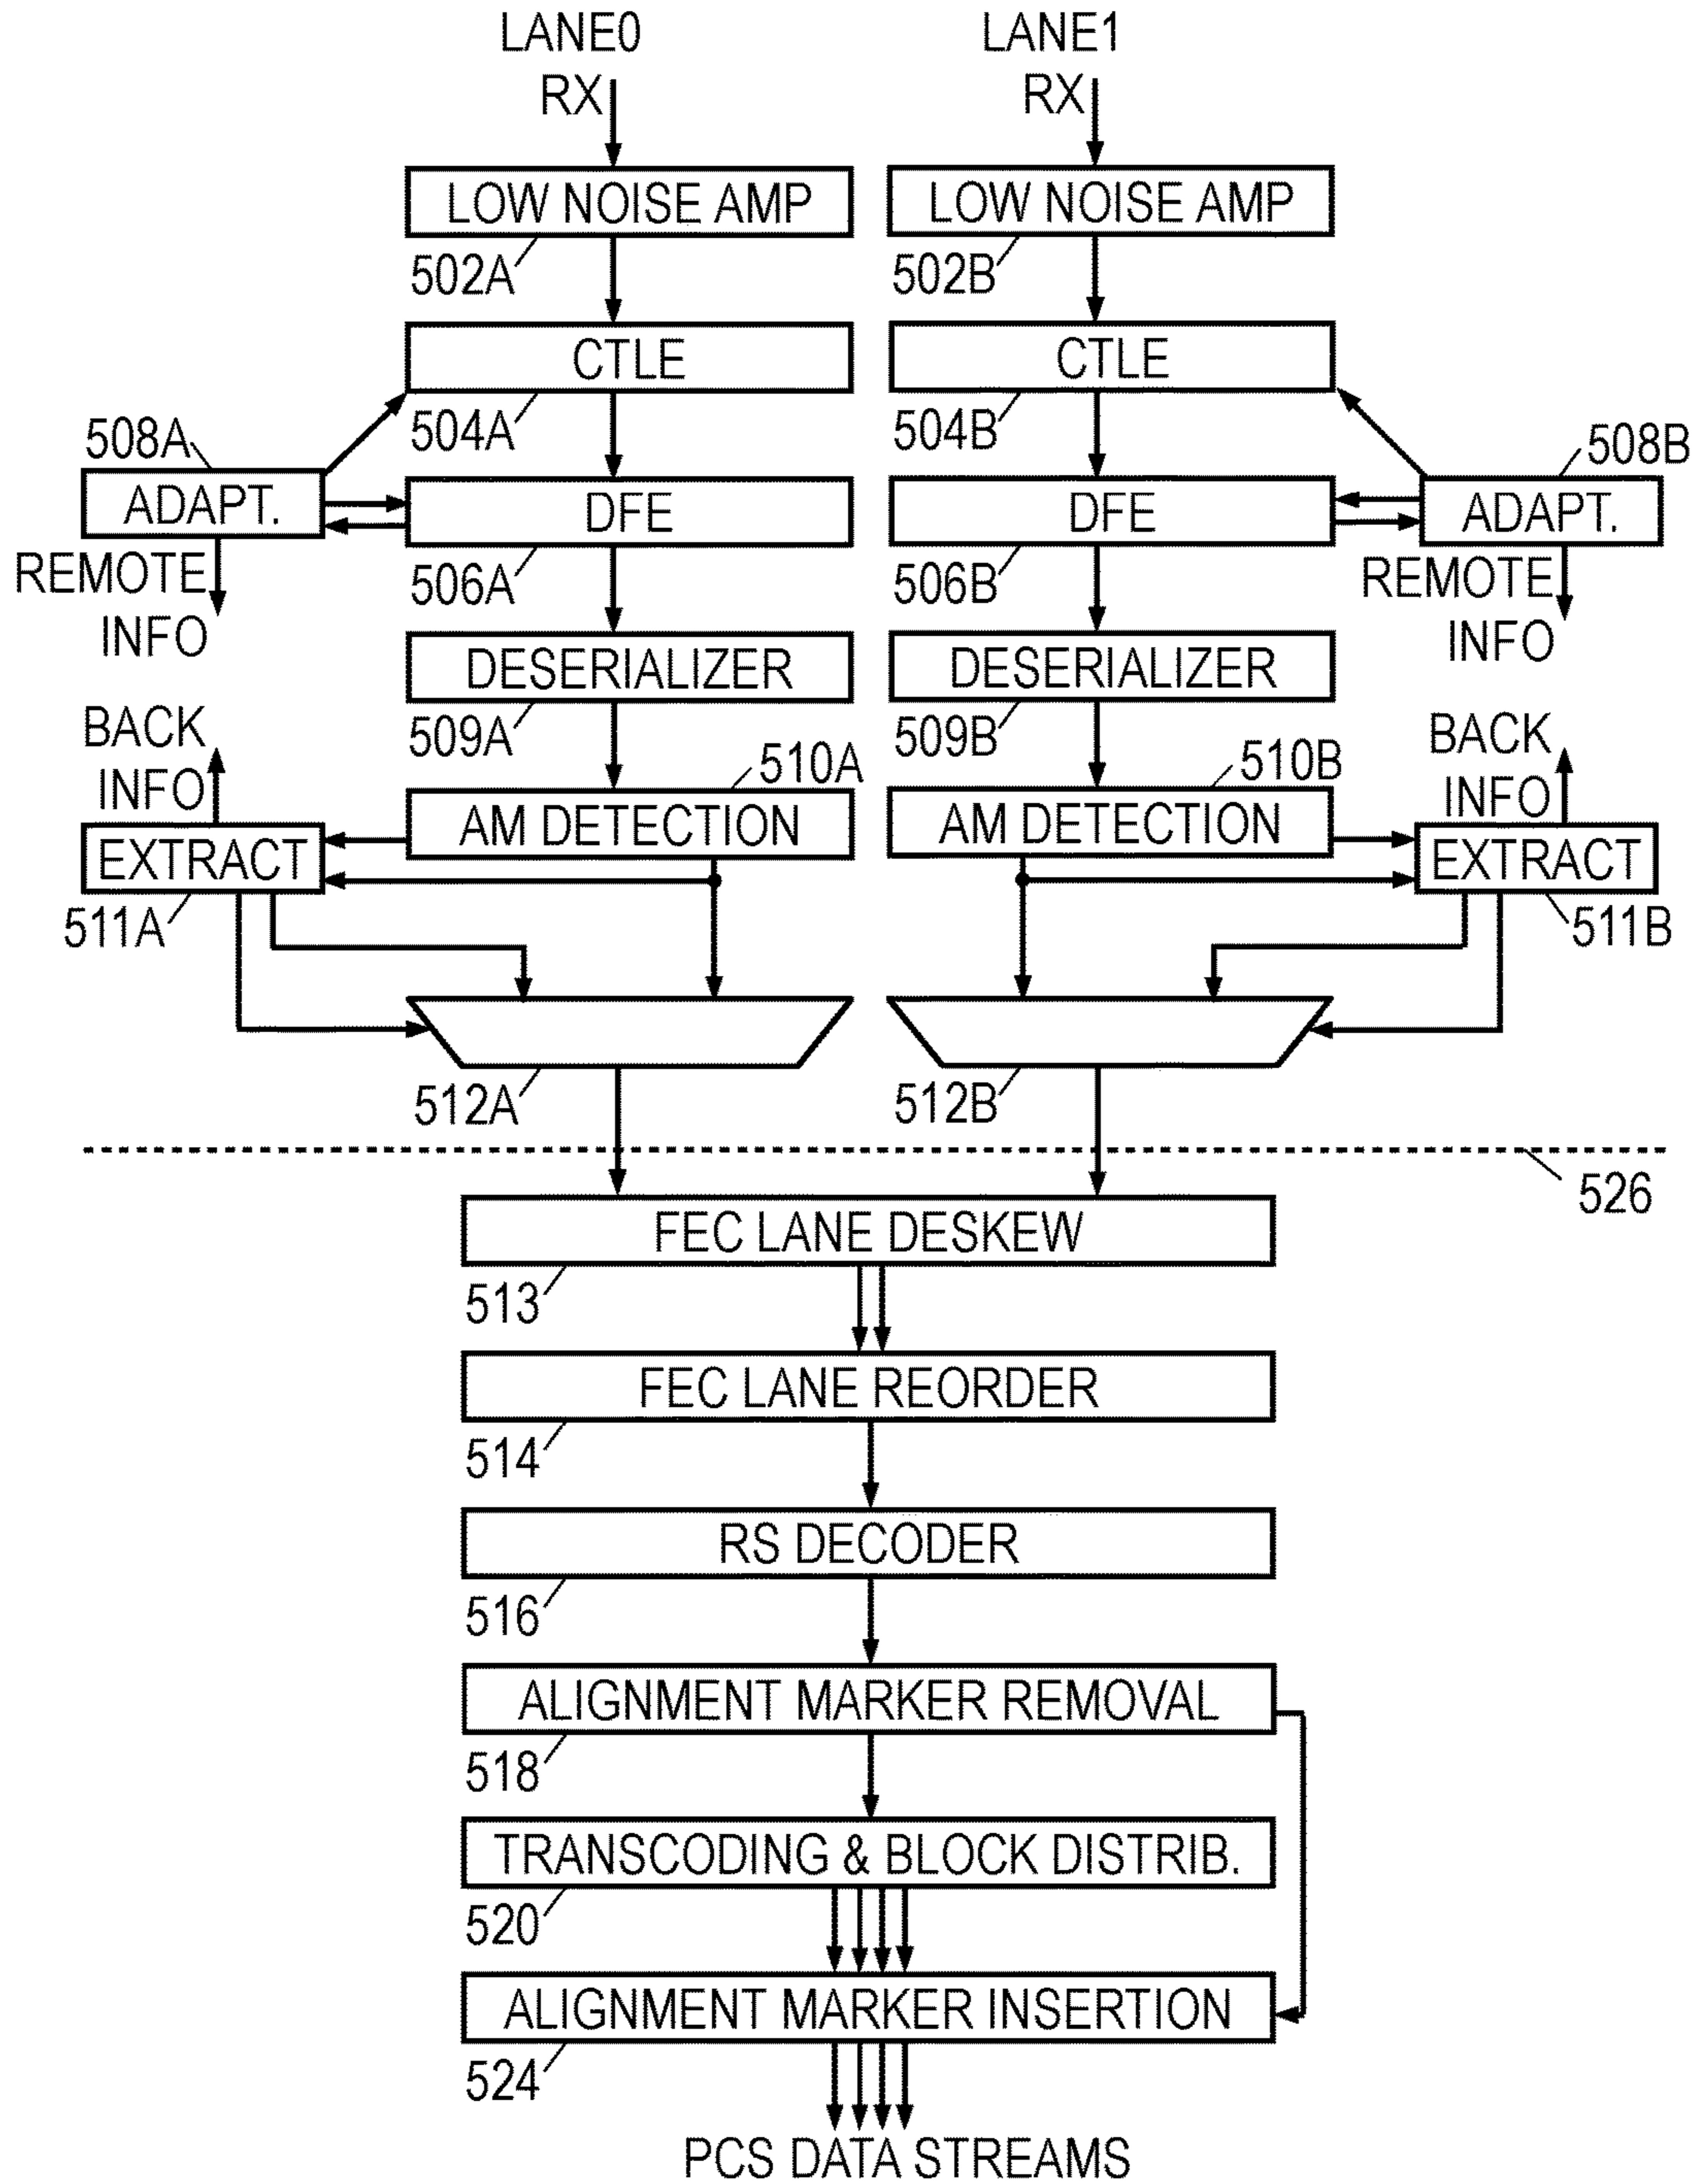 LANE0
RX
LANE1
RX
LOW NOISE AMP
502A
LOW NOISE AMP
502B
CTLE
504A
CTLE
504B
508A
ADAPT.
REMOTE
INFO
DFE
506A
DFE
506B
508B
ADAPT.
REMOTE
INFO
DESERIALIZER
509A
DESERIALIZER
509B
BACK
INFO
510A
AM DETECTION
510B
AM DETECTION
BACK
INFO
EXTRACT
511A
EXTRACT
511B
512A
512B
526
FEC LANE DESKEW
513
FEC LANE REORDER
514
RS DECODER
516
ALIGNMENT MARKER REMOVAL
518
TRANSCODING & BLOCK DISTRIB.
520
ALIGNMENT MARKER INSERTION
524
PCS DATA STREAMS